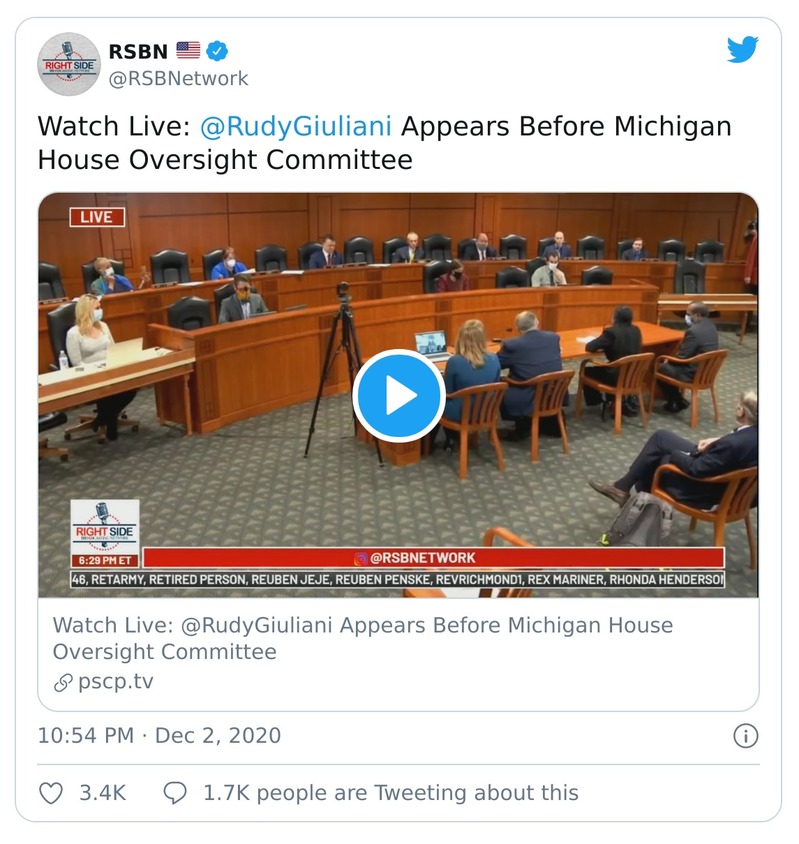 RSBN
@RSBNetwork
Watch Live: @RudyGiuliani Appears Before Michigan
House Oversight Committee
LIVE
RIGHT SIDE
RIGHT SIDE
6:29 PM ET
@RSBNETWORK
46, RETARMY, RETIRED PERSON, REUBEN JEJE, REUBEN PENSKE, REVRICHMOND1, REX MARINER, RHONDA HENDERSON
Watch Live: @RudyGiuliani Appears Before Michigan House
Oversight Committee
pscp.tv
10:54 PM · Dec 2, 2020
3.4K
1.7K people are Tweeting about this